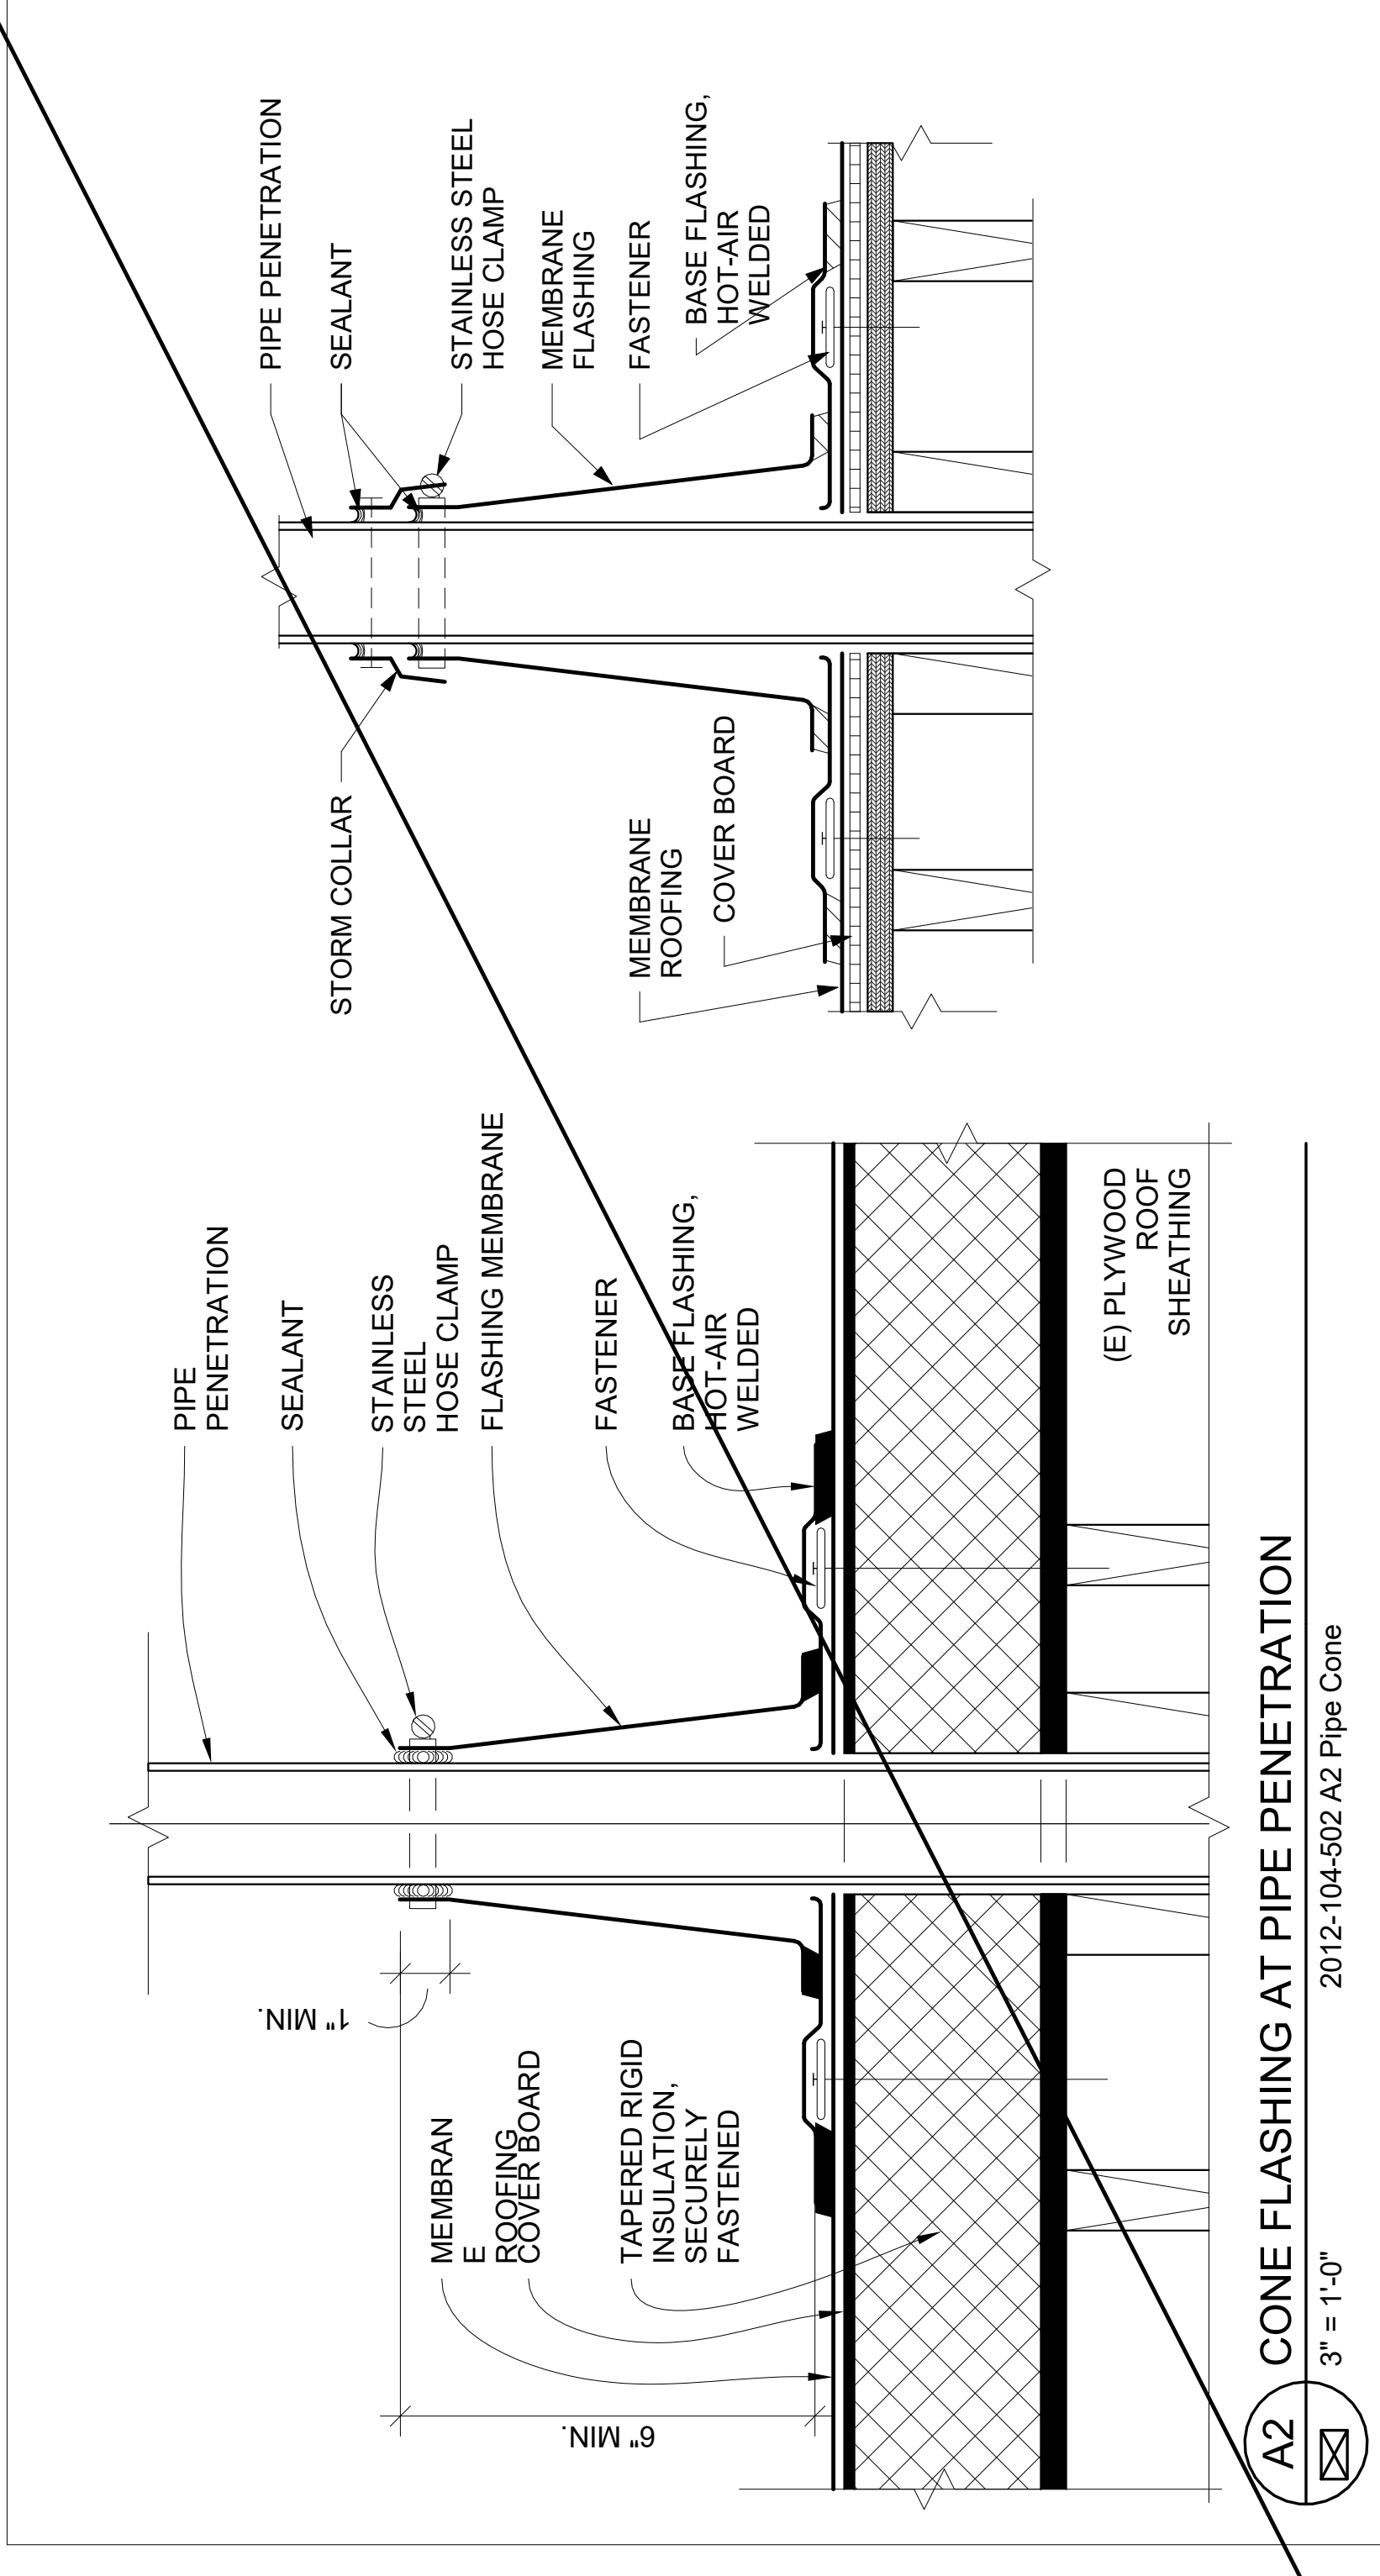 PIPE
PENETRATION
SEALANT
STAINLESS
STEEL
HOSE CLAMP
FLASHING MEMBRANE
FASTENER
BASE FLASHING,
HOT-AIR
WELDED
1" MIN.
6" MIN.
MEMBRAN
E
ROOFING
COVER BOARD
TAPERED RIGID
INSULATION,
SECURELY
FASTENED
(E) PLYWOOD
ROOF
SHEATHING
PIPE PENETRATION
SEALANT
STAINLESS STEEL
HOSE CLAMP
MEMBRANE
FLASHING
FASTENER
BASE FLASHING,
HOT-AIR
WELDED
STORM COLLAR
MEMBRANE
ROOFING
COVER BOARD
A2
CONE FLASHING AT PIPE PENETRATION
3" = 1'-0"
2012-104-502 A2 Pipe Cone